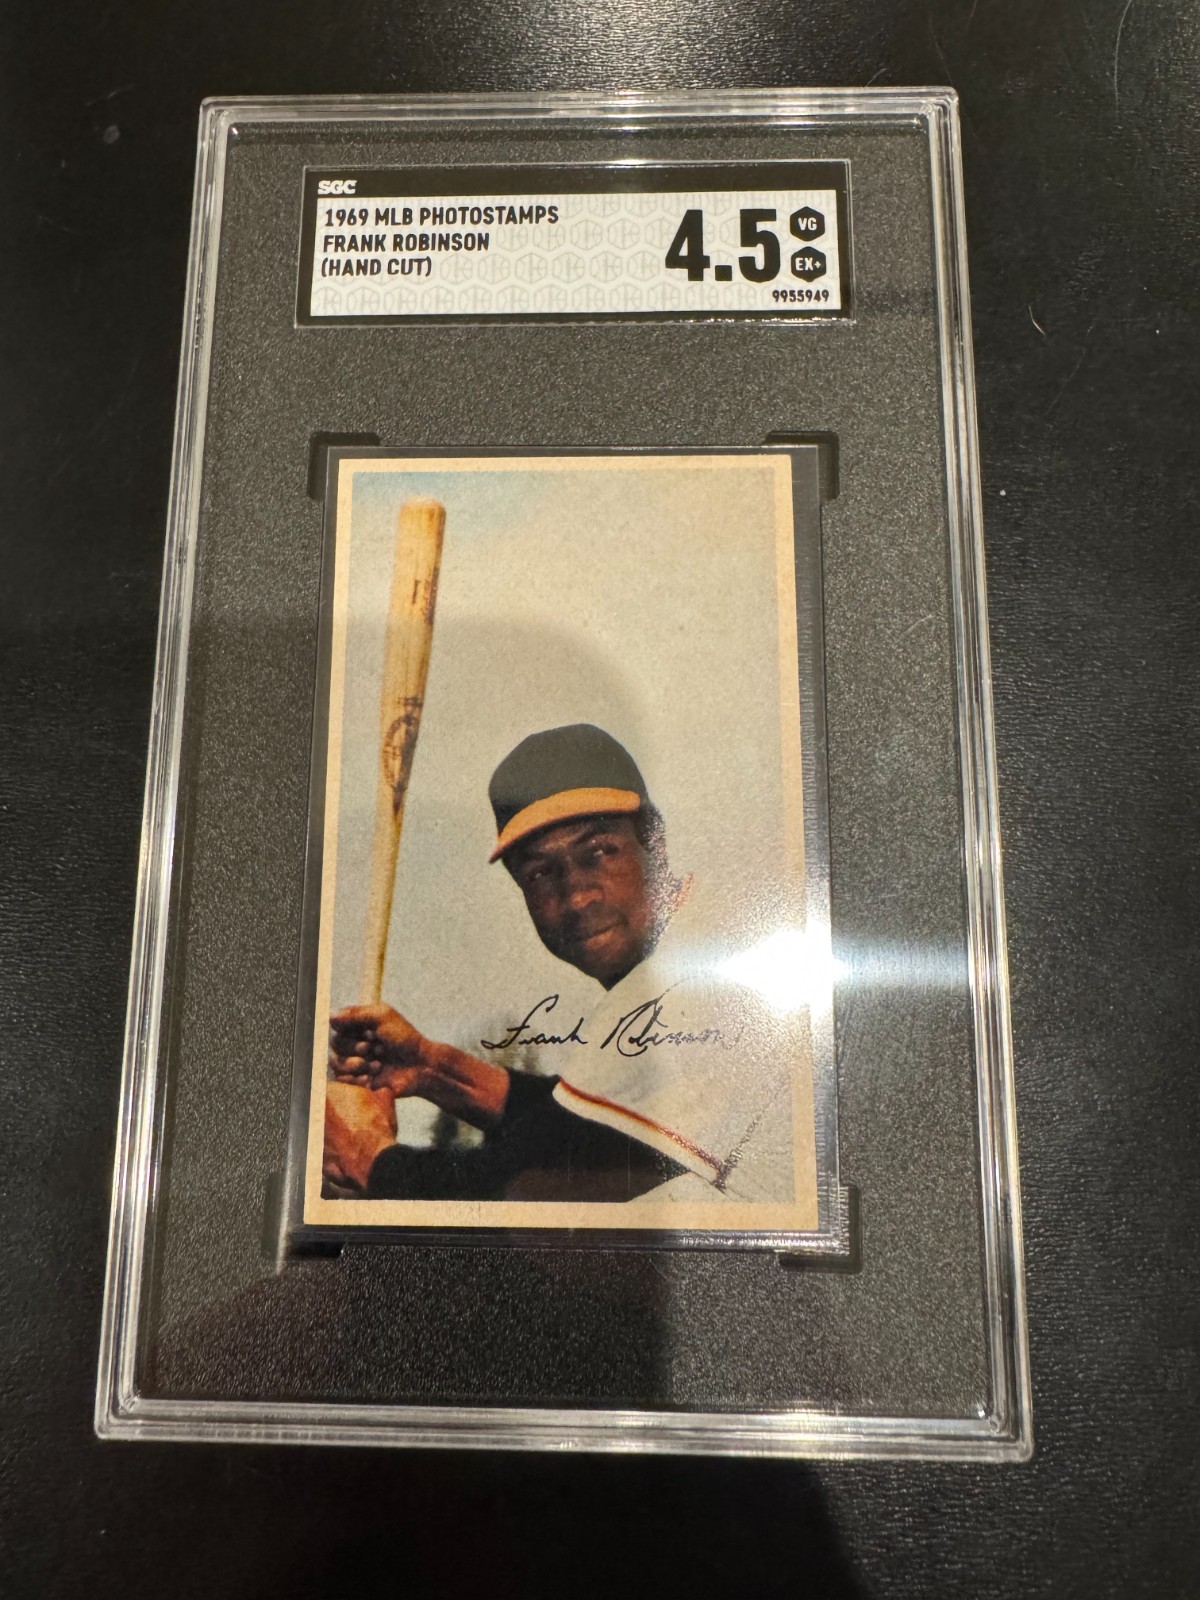 SGC
1969 MLB PHOTOSTAMPS
FRANK ROBINSON
(HAND CUT)
4.5
VG
EX+
9955949
Frank Robinson